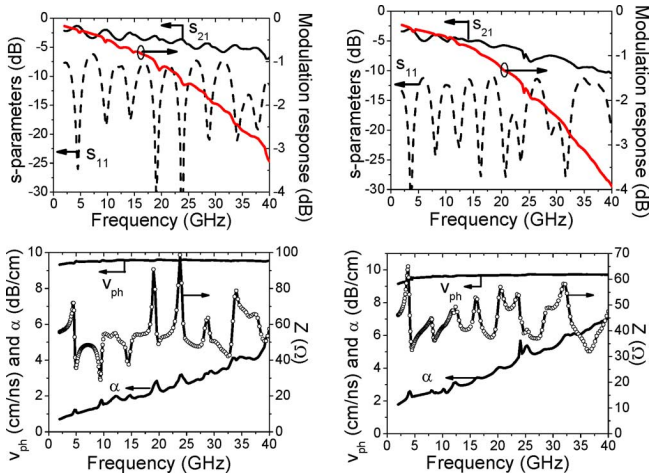 s-parameters (dB)
0
-5
-10
-15
-20
-25
-30
s21
s11
0
-1
-2
-3
-4
Modulation response (dB)
0 5 10 15 20 25 30 35 40
Frequency (GHz)
s-parameters (dB)
0
-5
-10
-15
-20
-25
-30
s21
s11
0
-1
-2
-3
-4
Modulation response (dB)
0 5 10 15 20 25 30 35 40
Frequency (GHz)
vph (cm/ns) and α (dB/cm)
10
8
6
4
2
0
vph
α
100
80
60
40
20
0
Z (Ω)
0 5 10 15 20 25 30 35 40
Frequency (GHz)
vph (cm/ns) and α (dB/cm)
10
8
6
4
2
0
vph
α
70
60
50
40
30
20
10
0
Z (Ω)
0 5 10 15 20 25 30 35 40
Frequency (GHz)